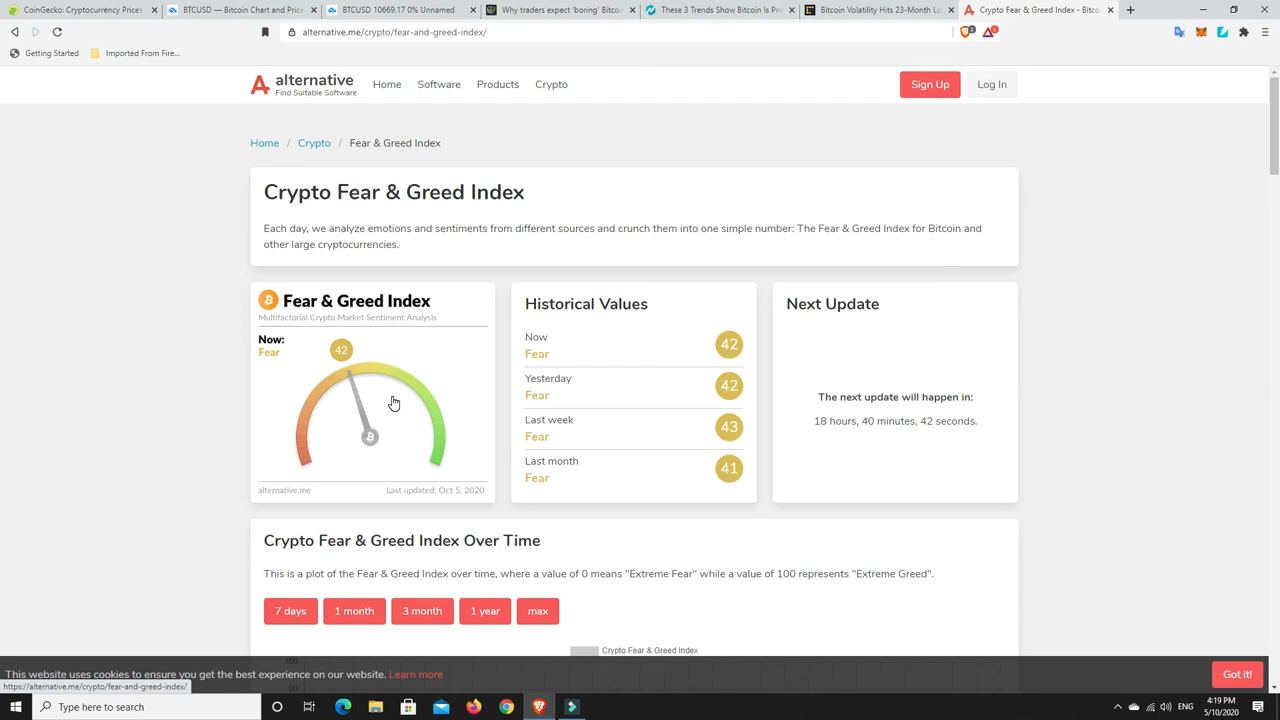 CoinGecko: Cryptocurrency Prices
BTCUSD — Bitcoin Chart and Price
BTCUSD 10669.17 0% Unnamed
Why traders expect 'boring' Bitcoin
These 3 Trends Show Bitcoin Is Pri
Bitcoin Volatility Hits 23-Month Lo
Crypto Fear & Greed Index - Bitco
alternative.me/crypto/fear-and-greed-index/
Getting Started
Imported From Fire...
alternative
Find Suitable Software
Home
Software
Products
Crypto
Sign Up
Log In
Home / Crypto / Fear & Greed Index
Crypto Fear & Greed Index
Each day, we analyze emotions and sentiments from different sources and crunch them into one simple number: The Fear & Greed Index for Bitcoin and
other large cryptocurrencies.
Fear & Greed Index
Multifactorial Crypto Market Sentiment Analysis
Now:
Fear
42
alternative.me
Last updated: Oct 5, 2020
Historical Values
Now
Fear
42
Yesterday
Fear
42
Last week
Fear
43
Last month
Fear
41
Next Update
The next update will happen in:
18 hours, 40 minutes, 42 seconds.
Crypto Fear & Greed Index Over Time
This is a plot of the Fear & Greed Index over time, where a value of 0 means "Extreme Fear" while a value of 100 represents "Extreme Greed".
7 days
1 month
3 month
1 year
max
Crypto Fear & Greed Index
100
90
This website uses cookies to ensure you get the best experience on our website. Learn more
Got it!
https://alternative.me/crypto/fear-and-greed-index/
Type here to search
ENG
4:19 PM
5/10/2020